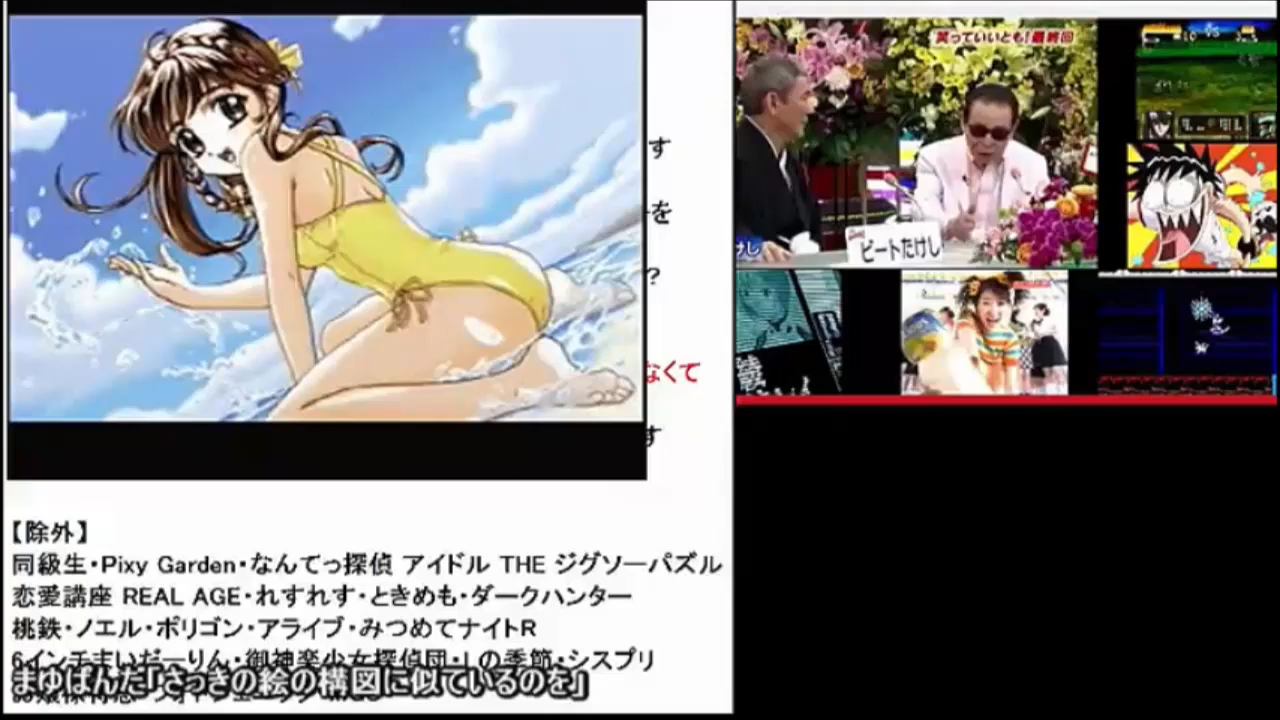 す
を
?
なくて
す
【除外】
同級生・Pixy Garden・なんてっ探偵 アイドル THE ジグソーパズル
恋愛講座 REAL AGE・れすれす・ときめも・ダークハンター
桃鉄・ノエル・ポリゴン・アライブ・みつめてナイトR
6インチまいだーりん・御神楽少女探偵団・Lの季節・シスプリ
まゆぱんだ「さっきの絵の構図に似ているのを」
笑っていいとも!最終回
けし
ビートたけし